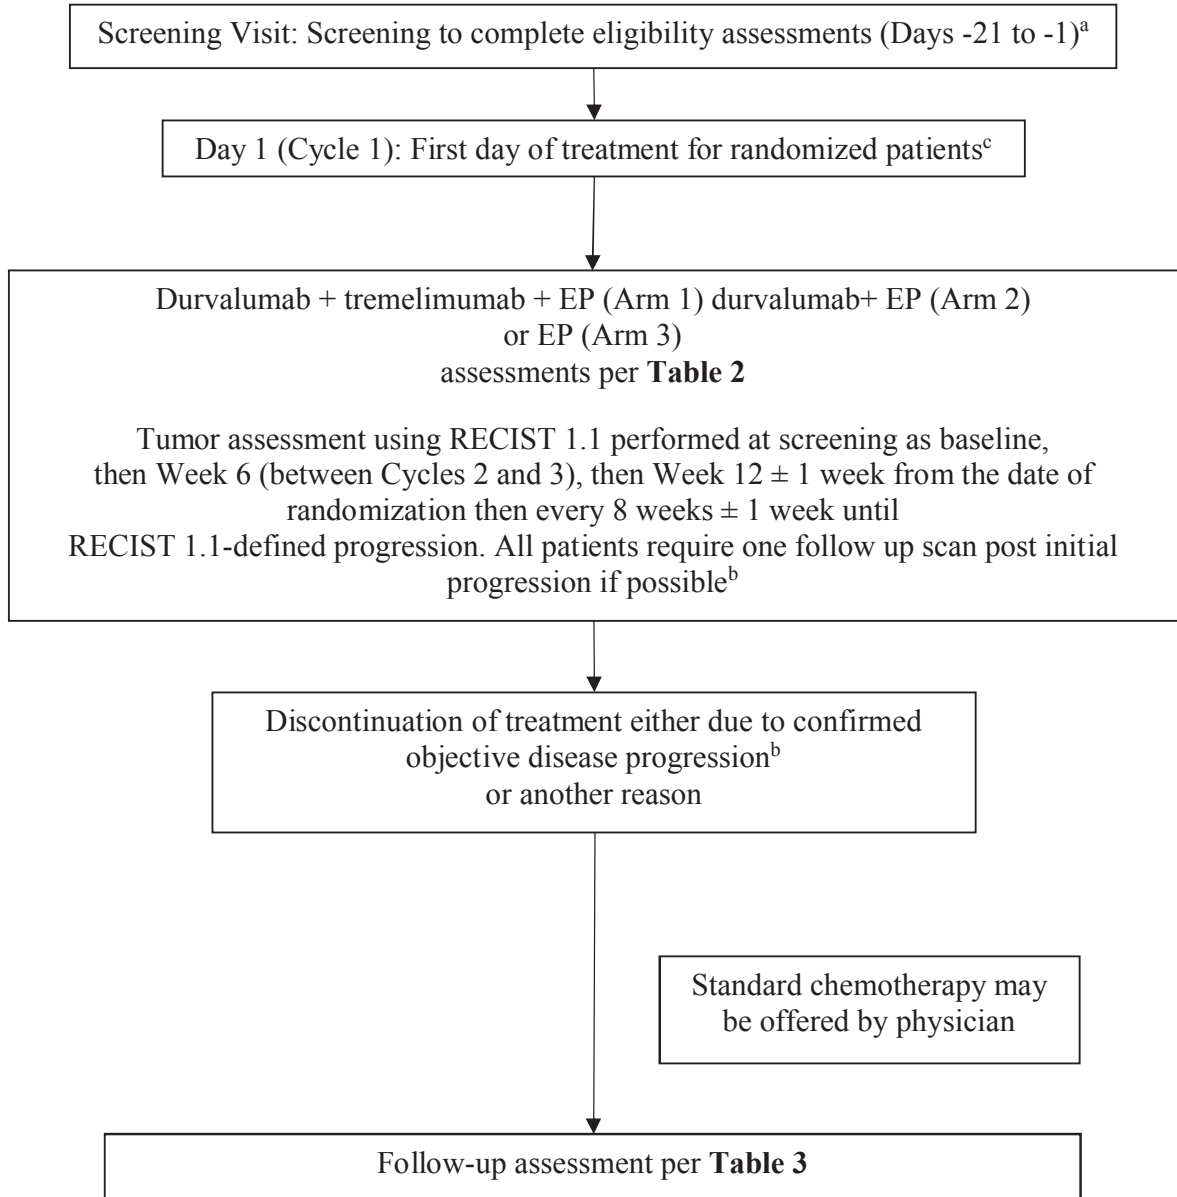 Screening Visit: Screening to complete eligibility assessments (Days -21 to -1)a
Day 1 (Cycle 1): First day of treatment for randomized patientsc
Durvalumab + tremelimumab + EP (Arm 1) durvalumab+ EP (Arm 2)
or EP (Arm 3)
assessments per Table 2
Tumor assessment using RECIST 1.1 performed at screening as baseline,
then Week 6 (between Cycles 2 and 3), then Week 12 ± 1 week from the date of
randomization then every 8 weeks ± 1 week until
RECIST 1.1-defined progression. All patients require one follow up scan post initial
progression if possibleb
Discontinuation of treatment either due to confirmed
objective disease progressionb
or another reason
Standard chemotherapy may
be offered by physician
Follow-up assessment per Table 3